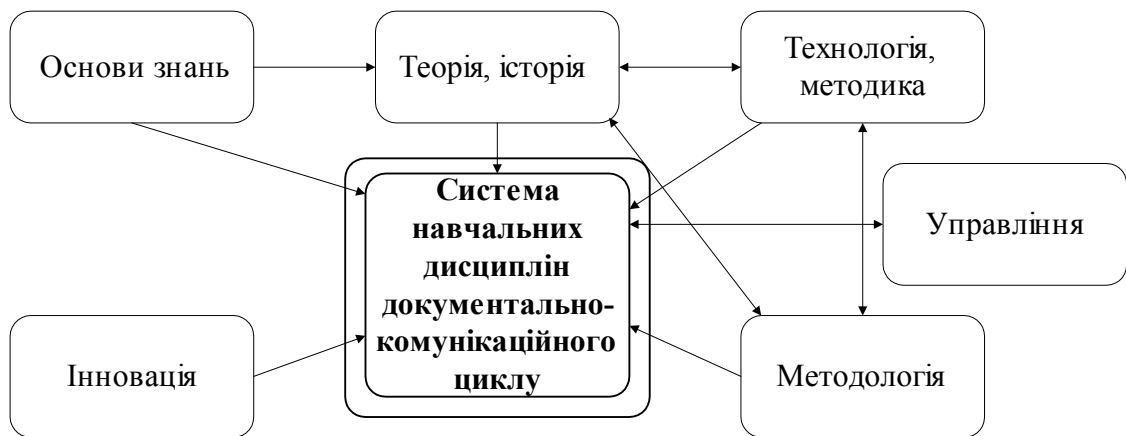 Основи знань
Теорія, історія
Технологія,
методика
Система
навчальних
дисциплін
документально-
комунікаційного
циклу
Управління
Інновація
Методологія